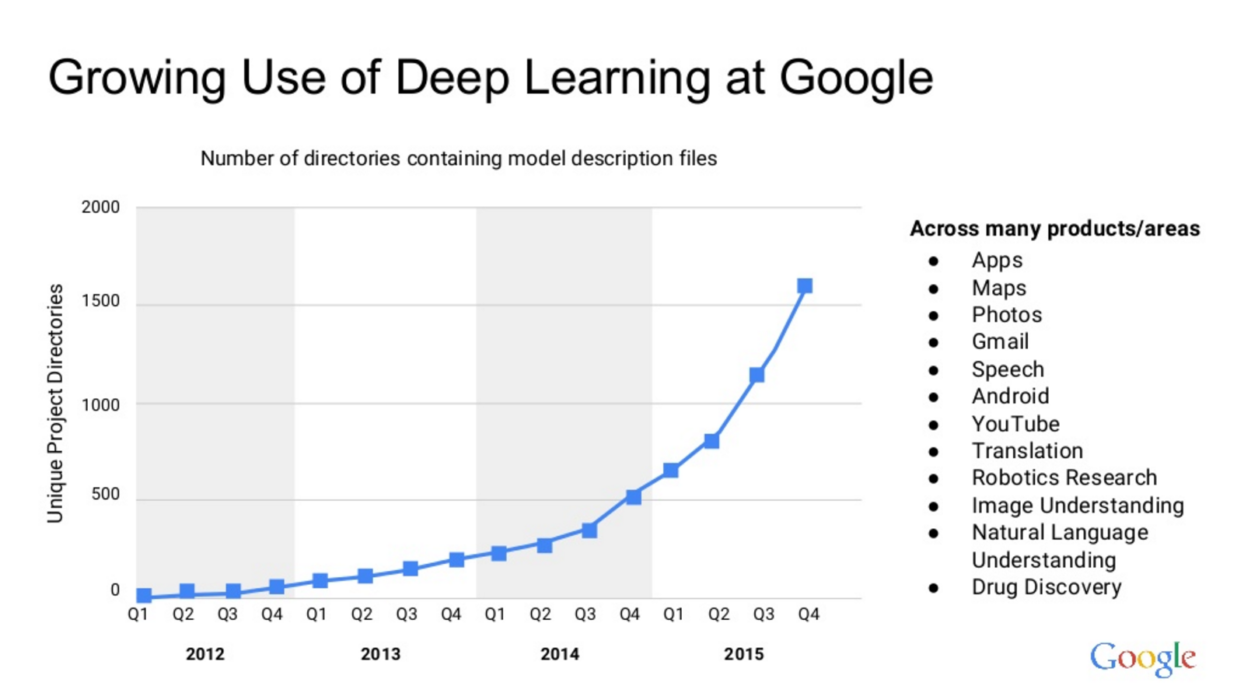 Growing Use of Deep Learning at Google
Number of directories containing model description files
Unique Project Directories
2000
1500
1000
500
0
Q1 Q2 Q3 Q4 Q1 Q2 Q3 Q4 Q1 Q2 Q3 Q4 Q1 Q2 Q3 Q4
2012 2013 2014 2015
Across many products/areas
● Apps
● Maps
● Photos
● Gmail
● Speech
● Android
● YouTube
● Translation
● Robotics Research
● Image Understanding
● Natural Language
Understanding
● Drug Discovery
Google